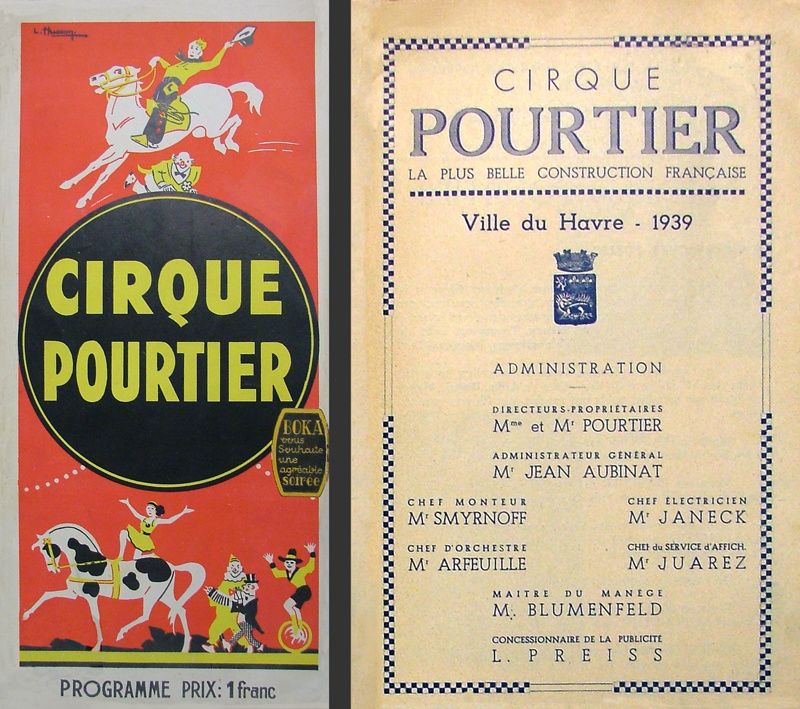 CIRQUE
POURTIER
BOKA
vous
Souhaite
une
agréable
soirée
PROGRAMME PRIX: 1 franc
CIRQUE
POURTIER
LA PLUS BELLE CONSTRUCTION FRANÇAISE
Ville du Havre - 1939
ADMINISTRATION
DIRECTEURS-PROPRIÉTAIRES
Mme et Mr POURTIER
ADMINISTRATEUR GÉNÉRAL
Mr JEAN AUBINAT
CHEF MONTEUR
Mr SMYRNOFF
CHEF ÉLECTRICIEN
Mr JANECK
CHEF D'ORCHESTRE
Mr ARFEUILLE
CHEF du SERVICE d'AFFICH.
Mr JUAREZ
MAITRE DU MANÈGE
M. BLUMENFELD
CONCESSIONNAIRE DE LA PUBLICITÉ
L. PREISS